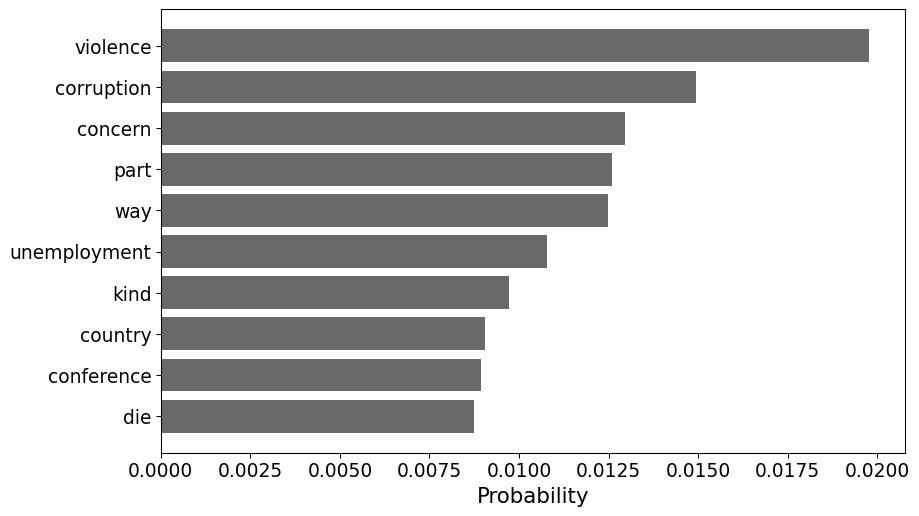 violence
corruption
concern
part
way
unemployment
kind
country
conference
die
0.0000 0.0025 0.0050 0.0075 0.0100 0.0125 0.0150 0.0175 0.0200
Probability